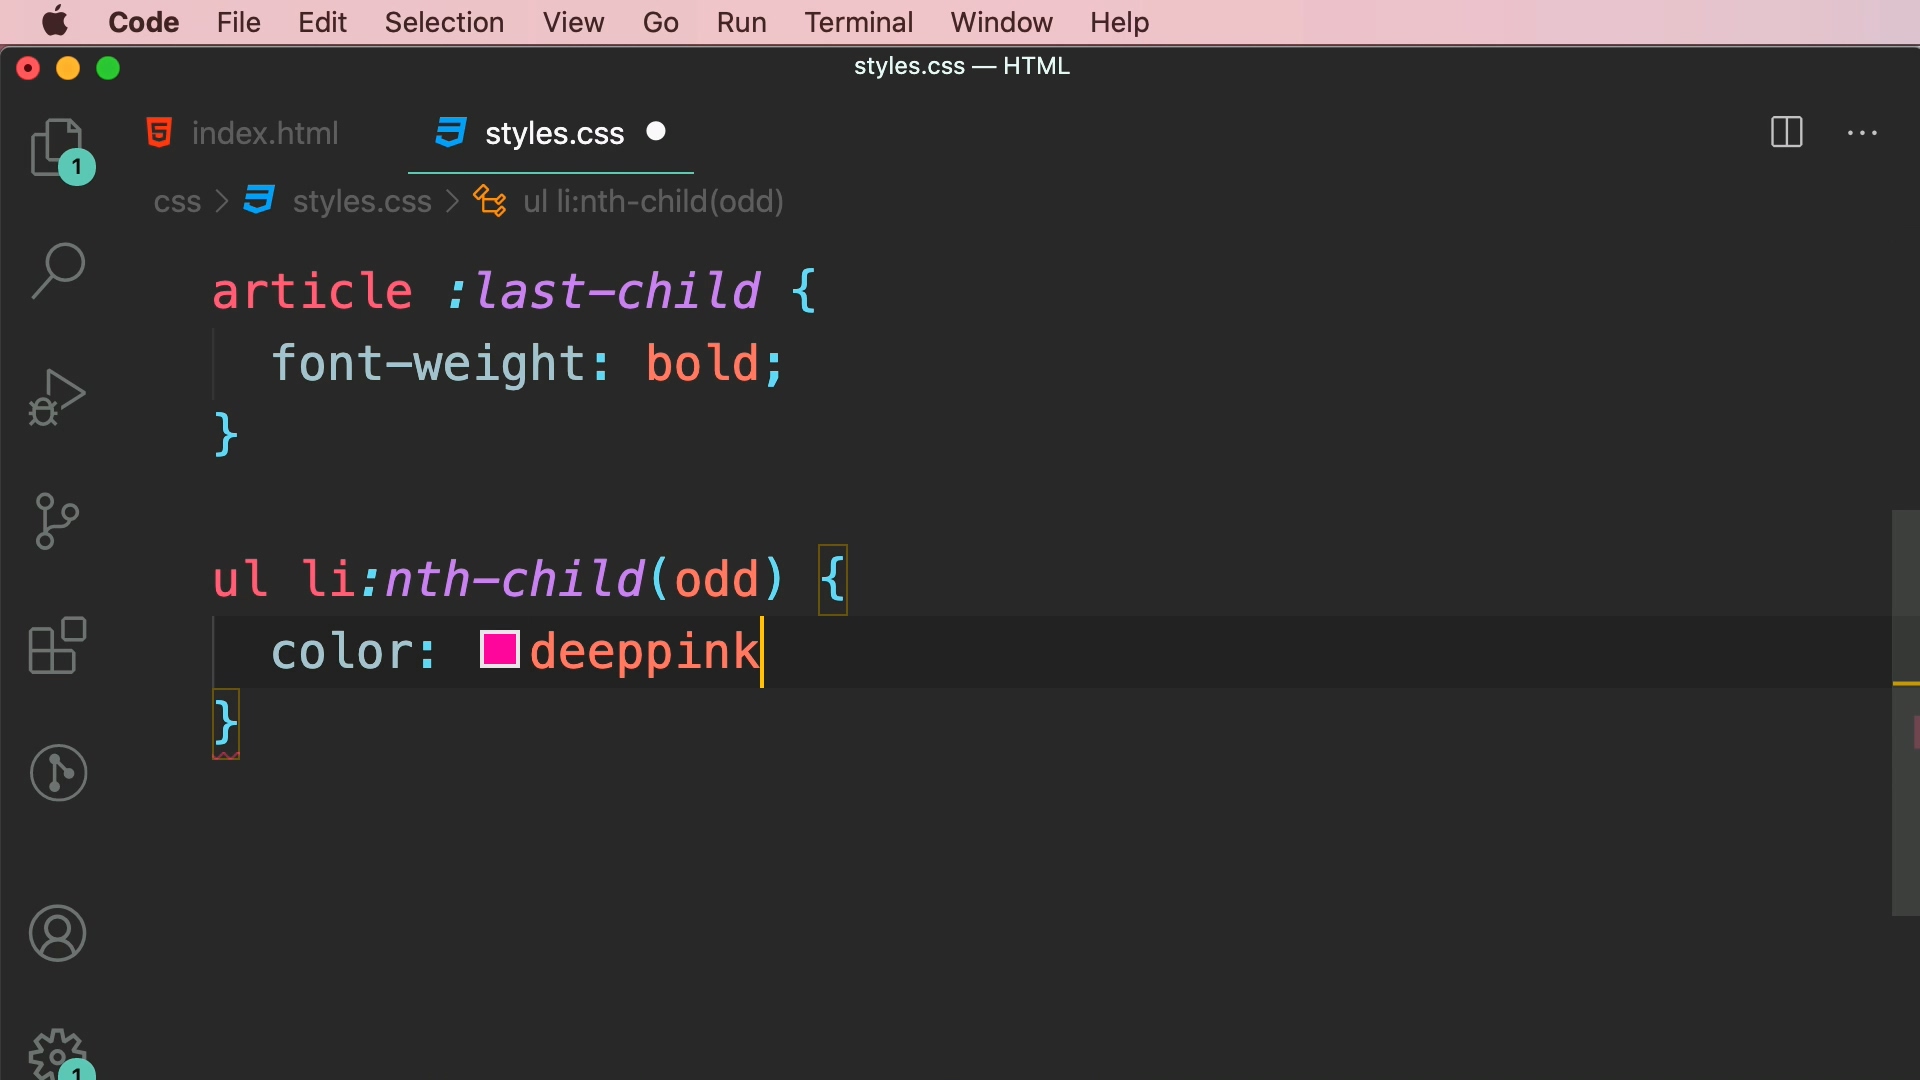 Code File Edit Selection View Go Run Terminal Window Help
styles.css — HTML
1
index.html styles.css
css > styles.css > ul li:nth-child(odd)
article :last-child {
font-weight: bold;
}
ul li:nth-child(odd) {
color: deeppink
}
1